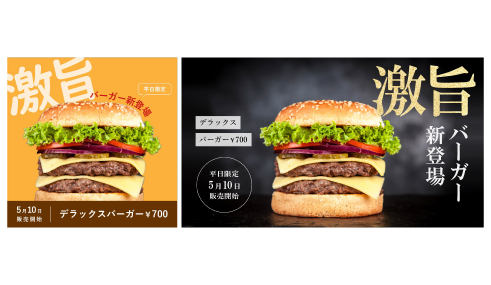 激旨
バーガー新登場
平日限定
5月10日
販売開始
デラックスバーガー¥700
激旨
バーガー
新登場
デラックス
バーガー¥700
平日限定
5月10日
販売開始